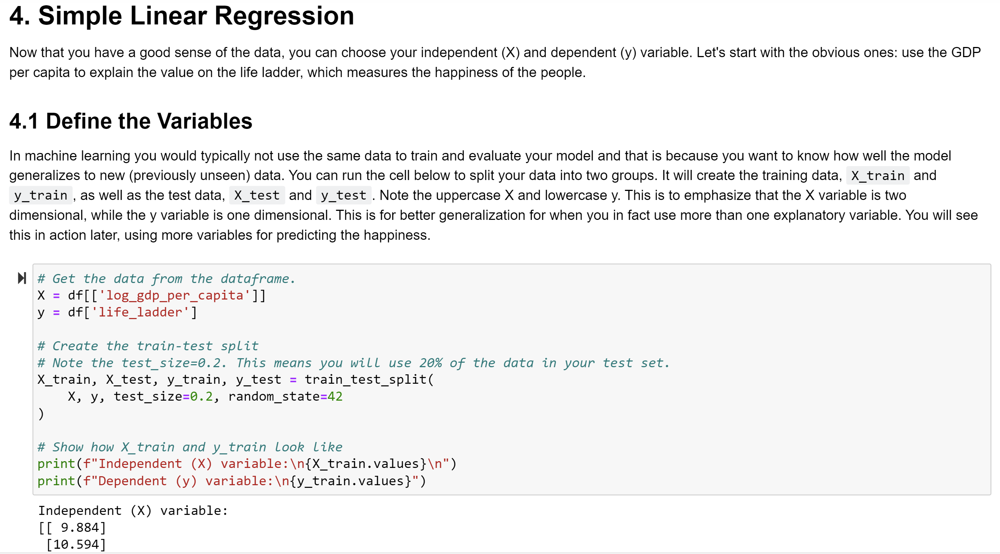 4. Simple Linear Regression
Now that you have a good sense of the data, you can choose your independent (X) and dependent (y) variable. Let's start with the obvious ones: use the GDP
per capita to explain the value on the life ladder, which measures the happiness of the people.
4.1 Define the Variables
In machine learning you would typically not use the same data to train and evaluate your model and that is because you want to know how well the model
generalizes to new (previously unseen) data. You can run the cell below to split your data into two groups. It will create the training data, X_train and
y_train , as well as the test data, X_test and y_test . Note the uppercase X and lowercase y. This is to emphasize that the X variable is two
dimensional, while the y variable is one dimensional. This is for better generalization for when you in fact use more than one explanatory variable. You will see
this in action later, using more variables for predicting the happiness.
# Get the data from the dataframe.
X = df[['log_gdp_per_capita']]
y = df['life_ladder']
# Create the train-test split
# Note the test_size=0.2. This means you will use 20% of the data in your test set.
X_train, X_test, y_train, y_test = train_test_split(
    X, y, test_size=0.2, random_state=42
)
# Show how X_train and y_train look like
print(f"Independent (X) variable:\n{X_train.values}\n")
print(f"Dependent (y) variable:\n{y_train.values}")
Independent (X) variable:
[[ 9.884]
 [10.594]